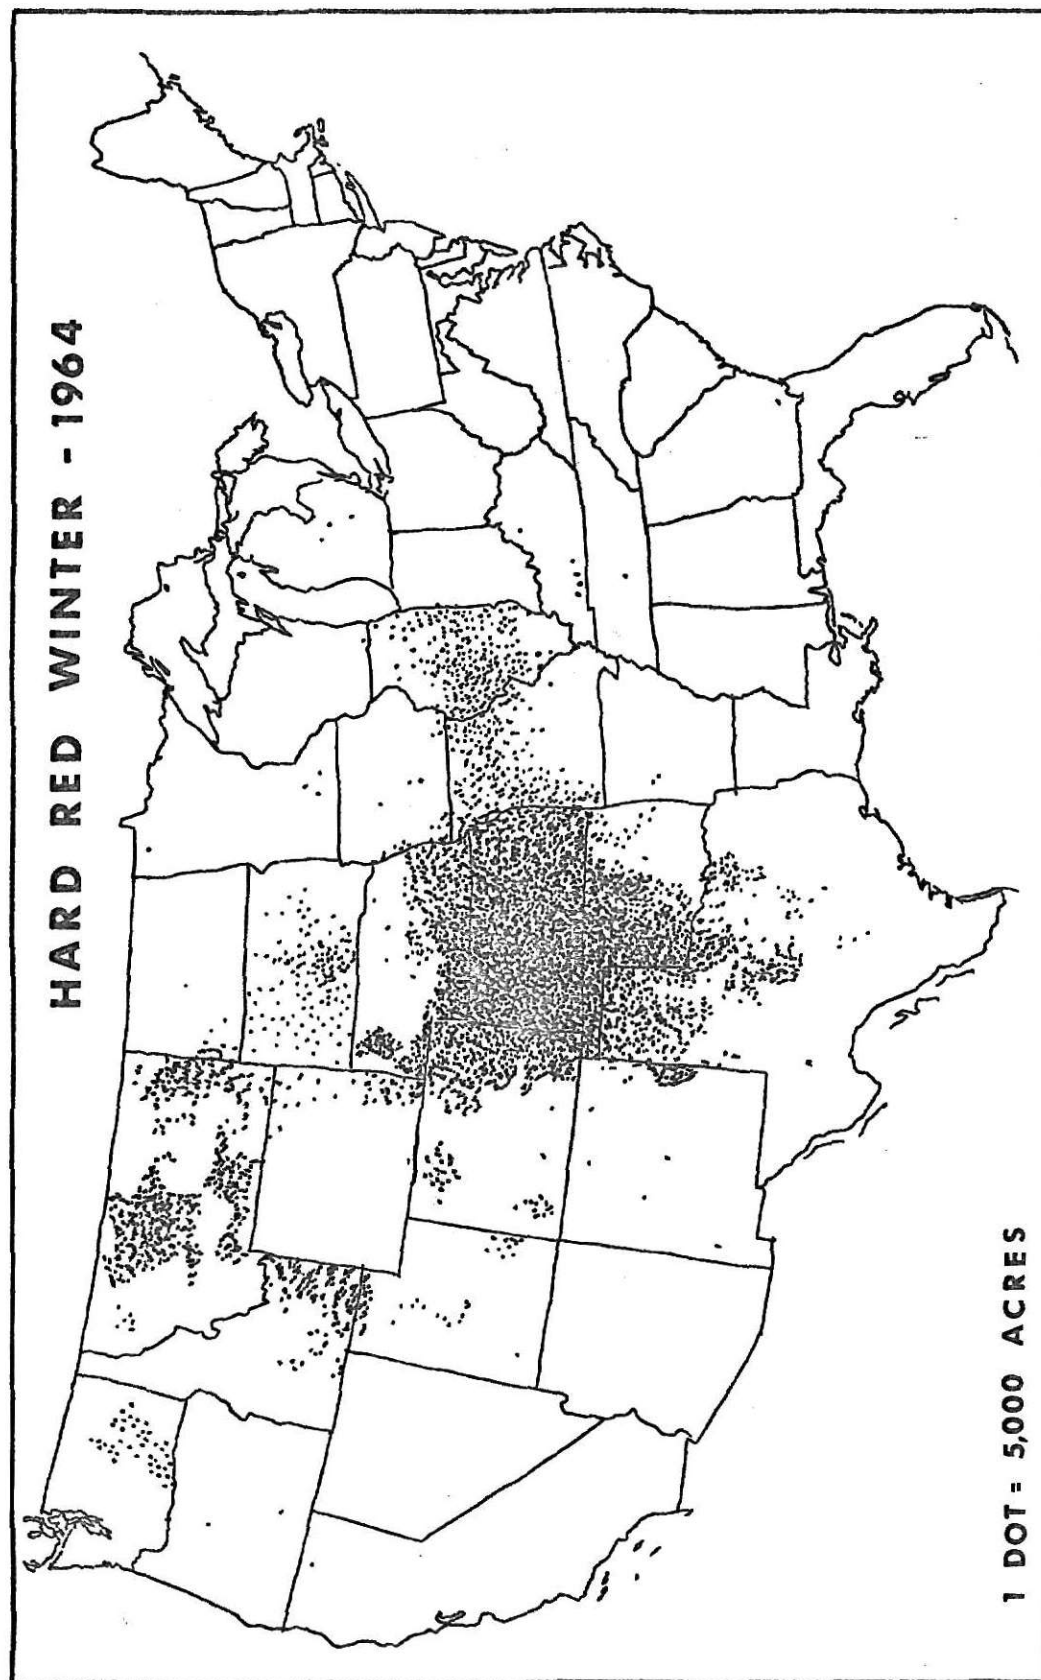 HARD RED WINTER - 1964
1 DOT = 5,000 ACRES